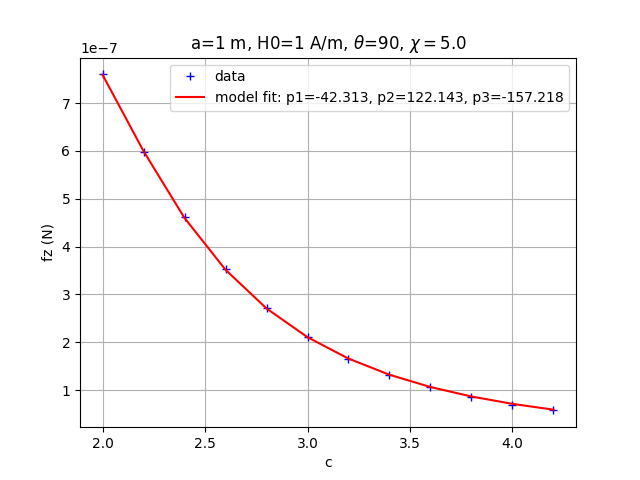 a=1 m, H0=1 A/m, θ=90, χ = 5.0
1e−7
data
model fit: p1=-42.313, p2=122.143, p3=-157.218
7
6
5
4
3
2
1
fz (N)
2.0 2.5 3.0 3.5 4.0
c